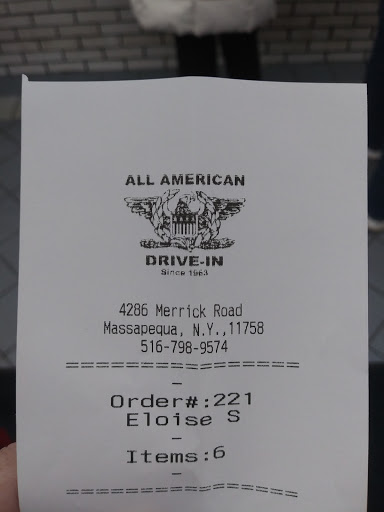 ALL AMERICAN
DRIVE-IN
Since 1963
4286 Merrick Road
Massapequa, N.Y.,11758
516-798-9574
====================
–
Order#:221
Eloise S
–
Items:6
–
====================